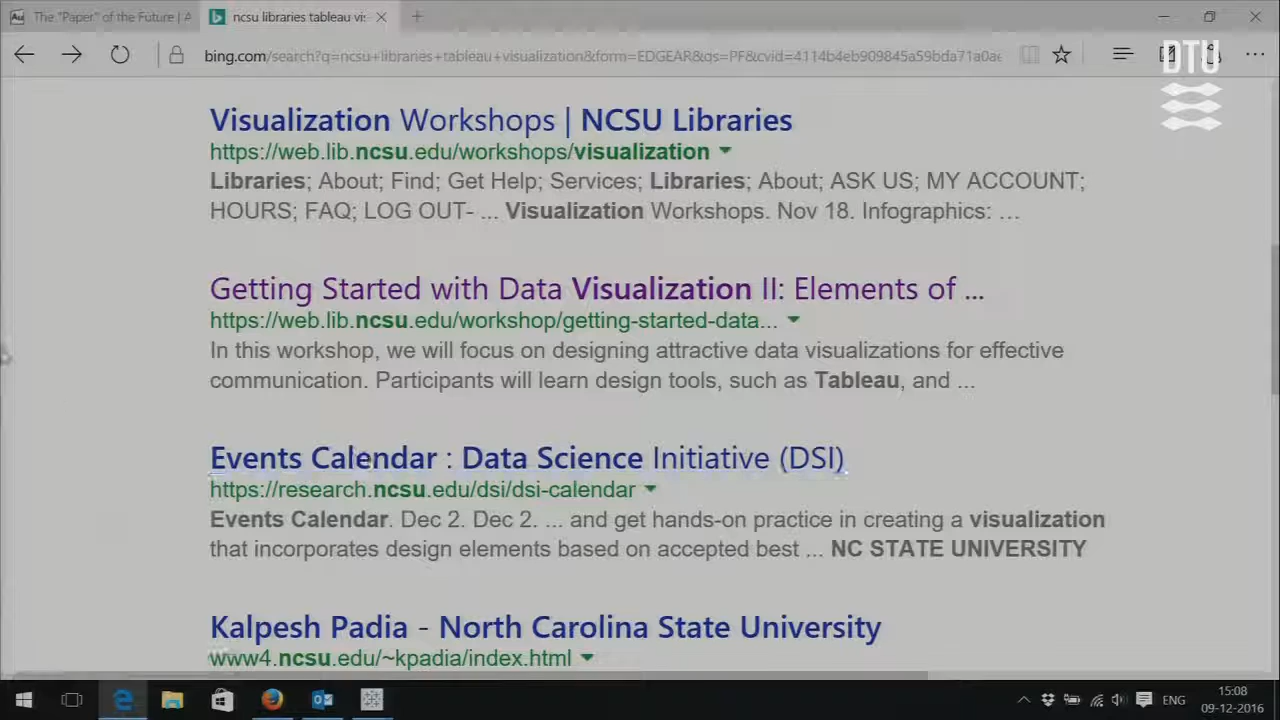 The "Paper" of the Future | A
ncsu libraries tableau vis
bing.com/search?q=ncsu+libraries+tableau+visualization&form=EDGEAR&qs=PF&cvid=4114b4eb909845a59bda71a0ae
DTU
Visualization Workshops | NCSU Libraries
https://web.lib.ncsu.edu/workshops/visualization
Libraries; About; Find; Get Help; Services; Libraries; About; ASK US; MY ACCOUNT;
HOURS; FAQ; LOG OUT- ... Visualization Workshops. Nov 18. Infographics: ...
Getting Started with Data Visualization II: Elements of ...
https://web.lib.ncsu.edu/workshop/getting-started-data...
In this workshop, we will focus on designing attractive data visualizations for effective
communication. Participants will learn design tools, such as Tableau, and ...
Events Calendar : Data Science Initiative (DSI)
https://research.ncsu.edu/dsi/dsi-calendar
Events Calendar. Dec 2. Dec 2. ... and get hands-on practice in creating a visualization
that incorporates design elements based on accepted best ... NC STATE UNIVERSITY
Kalpesh Padia - North Carolina State University
www4.ncsu.edu/~kpadia/index.html
ENG
15:08
09-12-2016